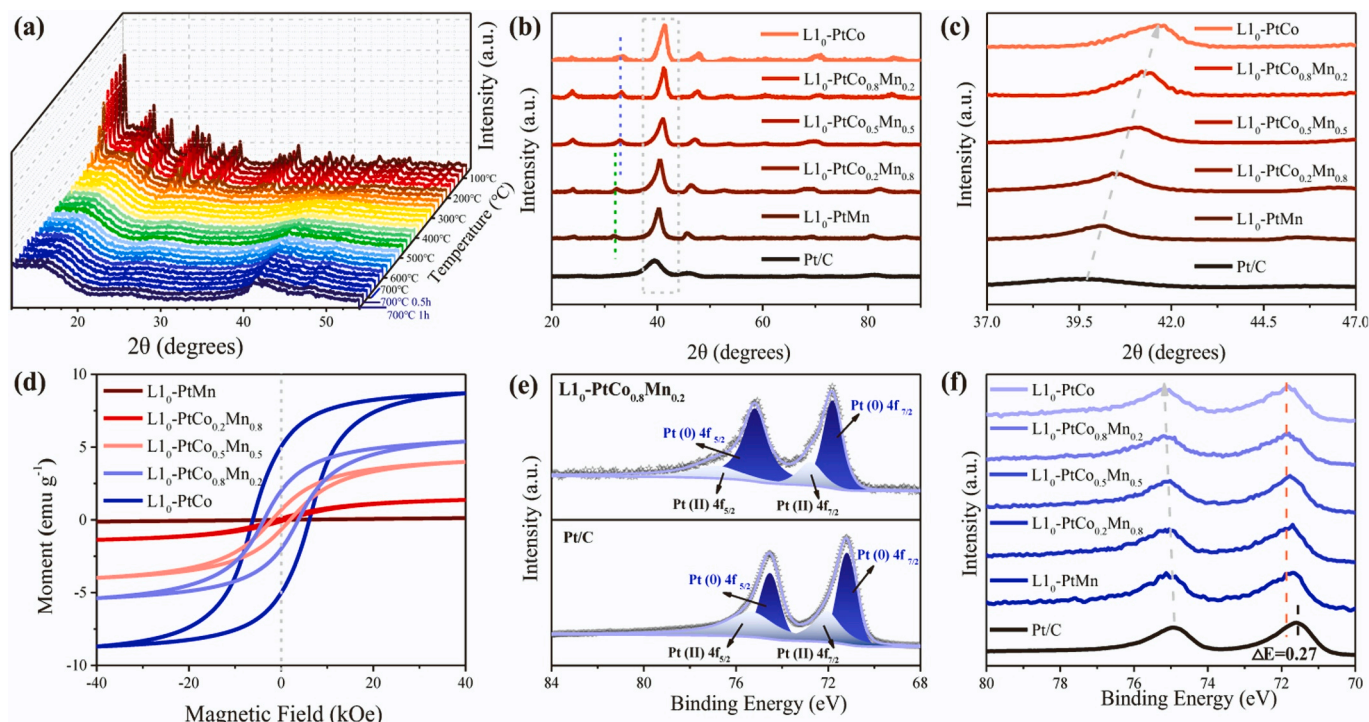 (a)
Intensity (a.u.)
100°C
200°C
300°C
400°C
500°C
600°C
700°C
700°C 0.5h
700°C 1h
Temperature (°C)
20 30 40 50
2θ (degrees)
(b)
L1₀-PtCo
L1₀-PtCo₀.₈Mn₀.₂
L1₀-PtCo₀.₅Mn₀.₅
L1₀-PtCo₀.₂Mn₀.₈
L1₀-PtMn
Pt/C
Intensity (a.u.)
20 40 60 80
2θ (degrees)
(c)
L1₀-PtCo
L1₀-PtCo₀.₈Mn₀.₂
L1₀-PtCo₀.₅Mn₀.₅
L1₀-PtCo₀.₂Mn₀.₈
L1₀-PtMn
Pt/C
Intensity (a.u.)
37.0 39.5 42.0 44.5 47.0
2θ (degrees)
(d)
L1₀-PtMn
L1₀-PtCo₀.₂Mn₀.₈
L1₀-PtCo₀.₅Mn₀.₅
L1₀-PtCo₀.₈Mn₀.₂
L1₀-PtCo
Moment (emu g⁻¹)
10
5
0
-5
-10
-40 -20 0 20 40
Magnetic Field (kOe)
(e)
L1₀-PtCo₀.₈Mn₀.₂
Pt (0) 4f ₇/₂
Pt (0) 4f ₅/₂
Pt (II) 4f₅/₂
Pt (II) 4f₇/₂
Pt/C
Pt (0) 4f ₇/₂
Pt (0) 4f ₅/₂
Pt (II) 4f₅/₂
Pt (II) 4f₇/₂
Intensity (a.u.)
84 80 76 72 68
Binding Energy (eV)
(f)
L1₀-PtCo
L1₀-PtCo₀.₈Mn₀.₂
L1₀-PtCo₀.₅Mn₀.₅
L1₀-PtCo₀.₂Mn₀.₈
L1₀-PtMn
Pt/C
ΔE=0.27
Intensity (a.u.)
80 78 76 74 72 70
Binding Energy (eV)